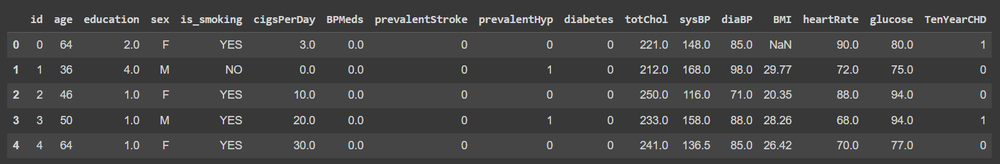 id age education sex is_smoking cigsPerDay BPMeds prevalentStroke prevalentHyp diabetes totChol sysBP diaBP BMI heartRate glucose TenYearCHD
0 0 64 2.0 F YES 3.0 0.0 0 0 0 221.0 148.0 85.0 NaN 90.0 80.0 1
1 1 36 4.0 M NO 0.0 0.0 0 1 0 212.0 168.0 98.0 29.77 72.0 75.0 0
2 2 46 1.0 F YES 10.0 0.0 0 0 0 250.0 116.0 71.0 20.35 88.0 94.0 0
3 3 50 1.0 M YES 20.0 0.0 0 1 0 233.0 158.0 88.0 28.26 68.0 94.0 1
4 4 64 1.0 F YES 30.0 0.0 0 0 0 241.0 136.5 85.0 26.42 70.0 77.0 0